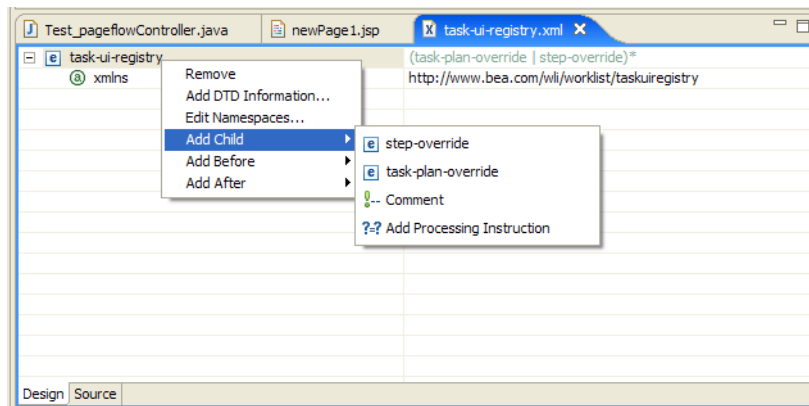 Test_pageflowController.java newPage1.jsp task-ui-registry.xml
task-ui-registry (task-plan-override | step-override)*
xmlns http://www.bea.com/wli/worklist/taskuiregistry
Remove
Add DTD Information...
Edit Namespaces...
Add Child
Add Before
Add After
step-override
task-plan-override
!-- Comment
?=? Add Processing Instruction
Design Source